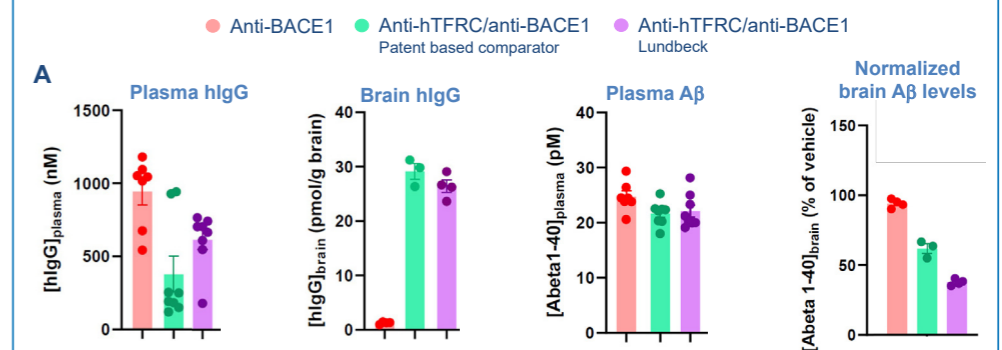 Anti-BACE1
Anti-hTFRC/anti-BACE1
Patent based comparator
Anti-hTFRC/anti-BACE1
Lundbeck
A
Plasma hIgG
[hIgG]plasma (nM)
1500
1000
500
0
Brain hIgG
[hIgG]brain (pmol/g brain)
40
30
20
10
0
Plasma Aβ
[Abeta1-40]plasma (pM)
40
30
20
10
0
Normalized
brain Aβ levels
[Abeta 1-40]brain (% of vehicle)
150
100
50
0